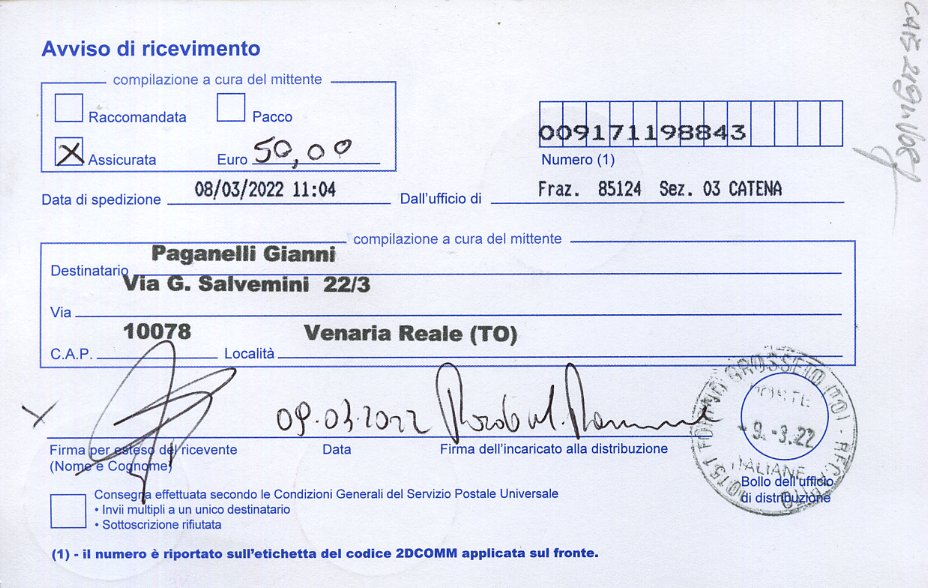 Avviso di ricevimento
compilazione a cura del mittente
Raccomandata Pacco
X Assicurata Euro 50,00
009171198843
Numero (1)
Data di spedizione 08/03/2022 11:04 Dall'ufficio di Fraz. 85124 Sez. 03 CATENA
compilazione a cura del mittente
Destinatario Paganelli Gianni
Via G. Salvemini 22/3
Via
10078 Venaria Reale (TO)
C.A.P. Località
X 09.03.2022
Firma per esteso del ricevente Data Firma dell'incaricato alla distribuzione
(Nome e Cognome)
POSTE
9.-3.22
ITALIANE
Bollo dell'ufficio
di distribuzione
Consegna effettuata secondo le Condizioni Generali del Servizio Postale Universale
• Invii multipli a un unico destinatario
• Sottoscrizione rifiutata
(1) - il numero è riportato sull'etichetta del codice 2DCOMM applicata sul fronte.